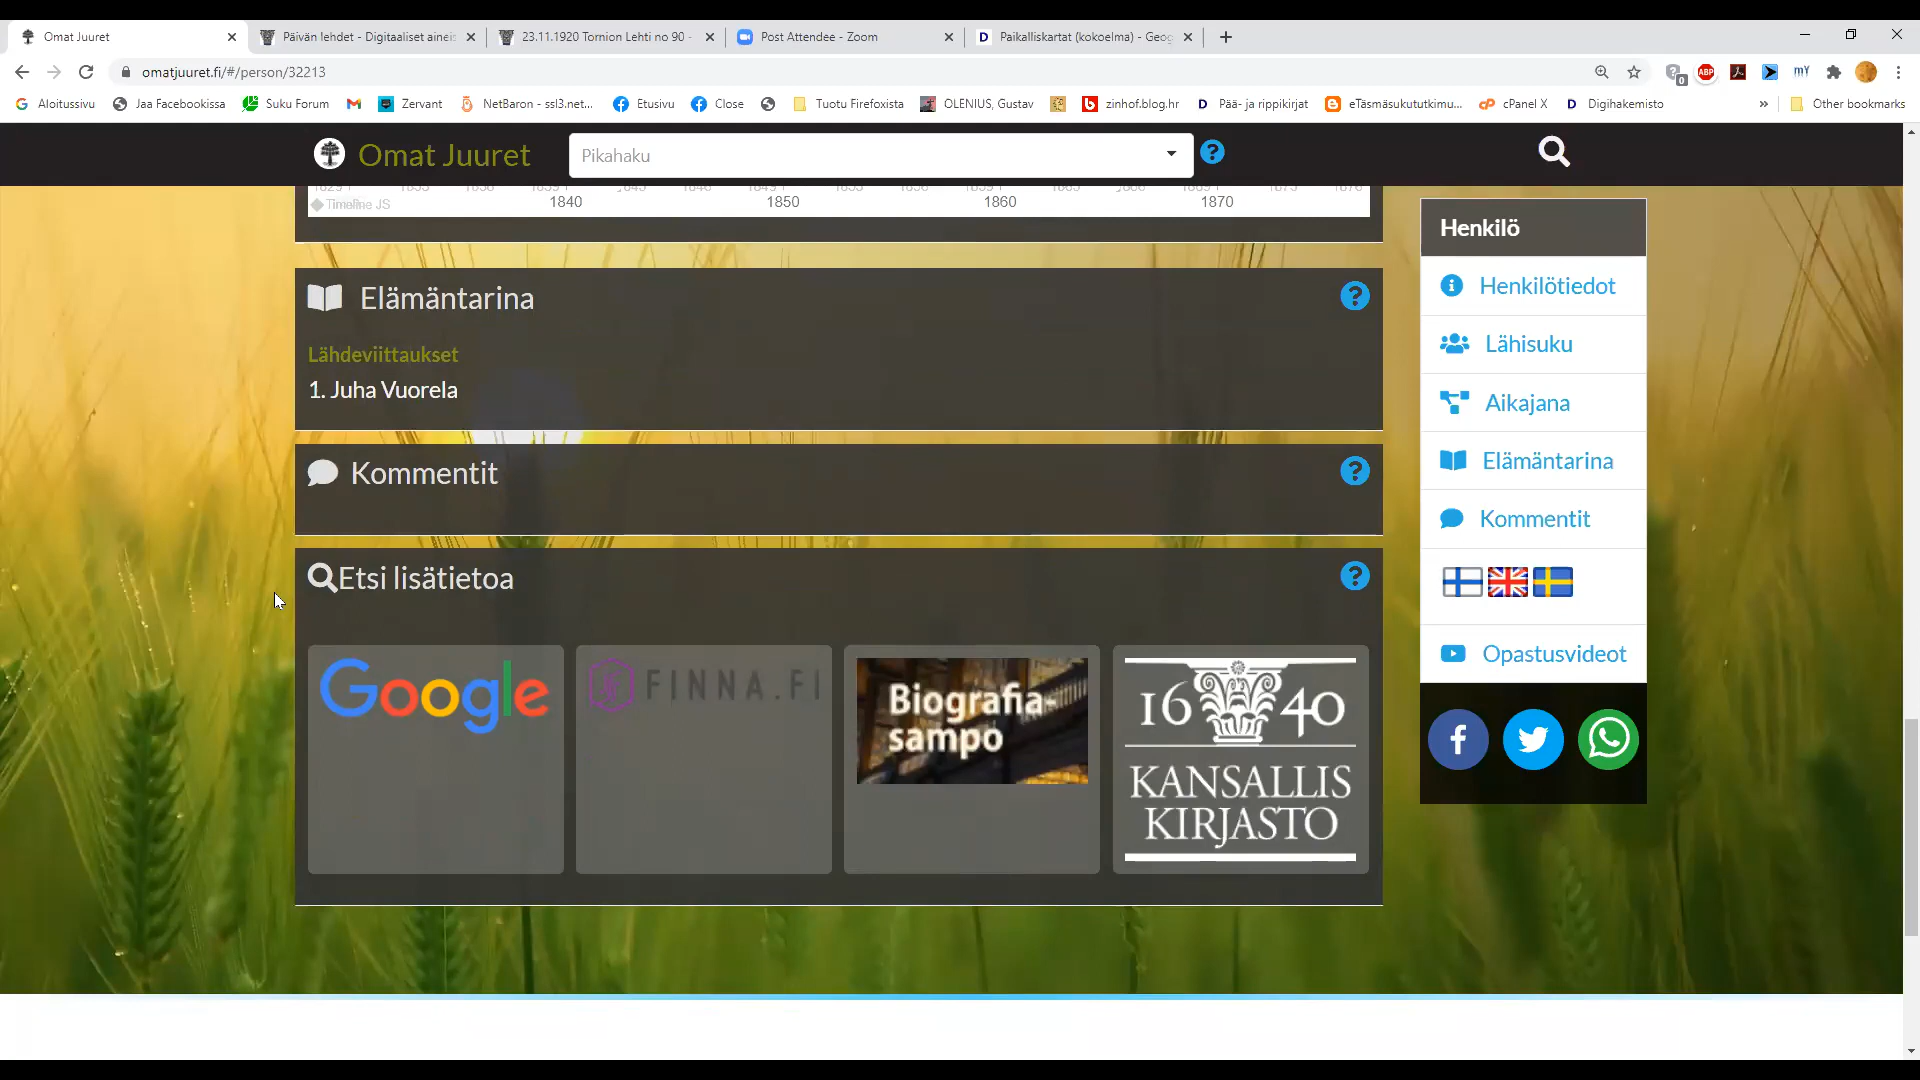 Omat Juuret
Päivän lehdet - Digitaaliset aineis
23.11.1920 Tornion Lehti no 90 -
Post Attendee - Zoom
Paikalliskartat (kokoelma) - Geog
omatjuuret.fi/#/person/32213
Aloitussivu
Jaa Facebookissa
Suku Forum
Zervant
NetBaron - ssl3.net...
Etusivu
Close
Tuotu Firefoxista
OLENIUS, Gustav
zinhof.blog.hr
Pää- ja rippikirjat
eTäsmäsukututkimu...
cPanel X
Digihakemisto
Other bookmarks
Omat Juuret
Pikahaku
Timeline JS
1840 1850 1860 1870
Elämäntarina
Lähdeviittaukset
1. Juha Vuorela
Kommentit
Etsi lisätietoa
Google
FINNA.FI
Biografia-
sampo
1640
KANSALLIS
KIRJASTO
Henkilö
Henkilötiedot
Lähisuku
Aikajana
Elämäntarina
Kommentit
Opastusvideot